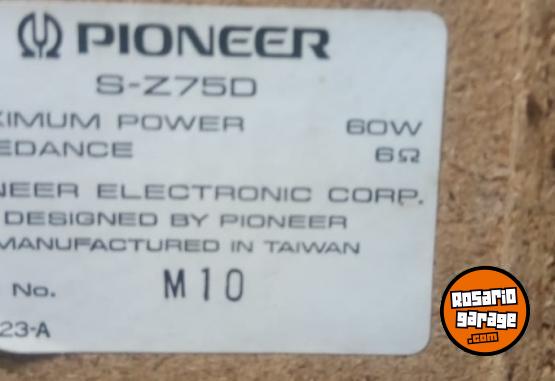 PIONEER
S-Z75D
XIMUM POWER 60W
EDANCE 6Ω
NEER ELECTRONIC CORP.
DESIGNED BY PIONEER
MANUFACTURED IN TAIWAN
No. M10
23-A
Rosario
garage
.com